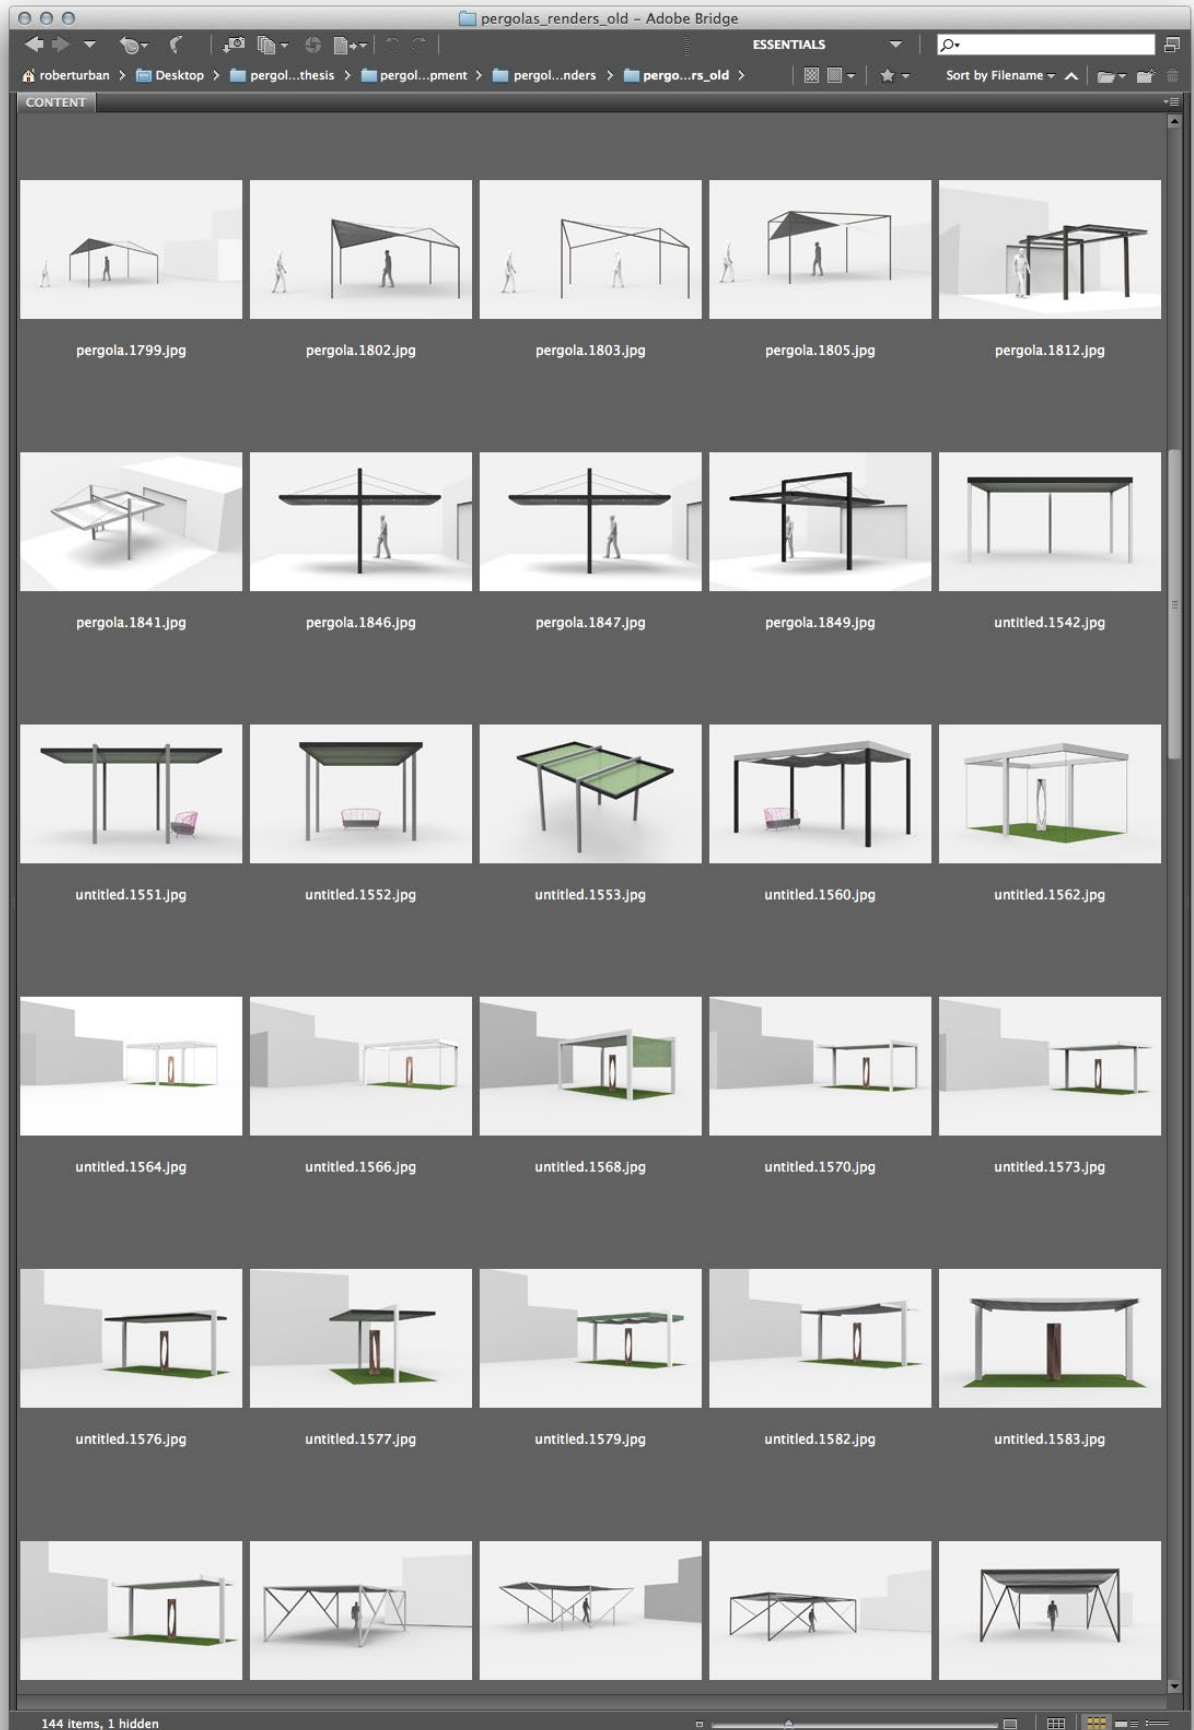 pergolas_renders_old – Adobe Bridge
ESSENTIALS
roberturban > Desktop > pergol...thesis > pergol...pment > pergol...nders > pergo...rs_old >
Sort by Filename
CONTENT
pergola.1799.jpg
pergola.1802.jpg
pergola.1803.jpg
pergola.1805.jpg
pergola.1812.jpg
pergola.1841.jpg
pergola.1846.jpg
pergola.1847.jpg
pergola.1849.jpg
untitled.1542.jpg
untitled.1551.jpg
untitled.1552.jpg
untitled.1553.jpg
untitled.1560.jpg
untitled.1562.jpg
untitled.1564.jpg
untitled.1566.jpg
untitled.1568.jpg
untitled.1570.jpg
untitled.1573.jpg
untitled.1576.jpg
untitled.1577.jpg
untitled.1579.jpg
untitled.1582.jpg
untitled.1583.jpg
144 items, 1 hidden